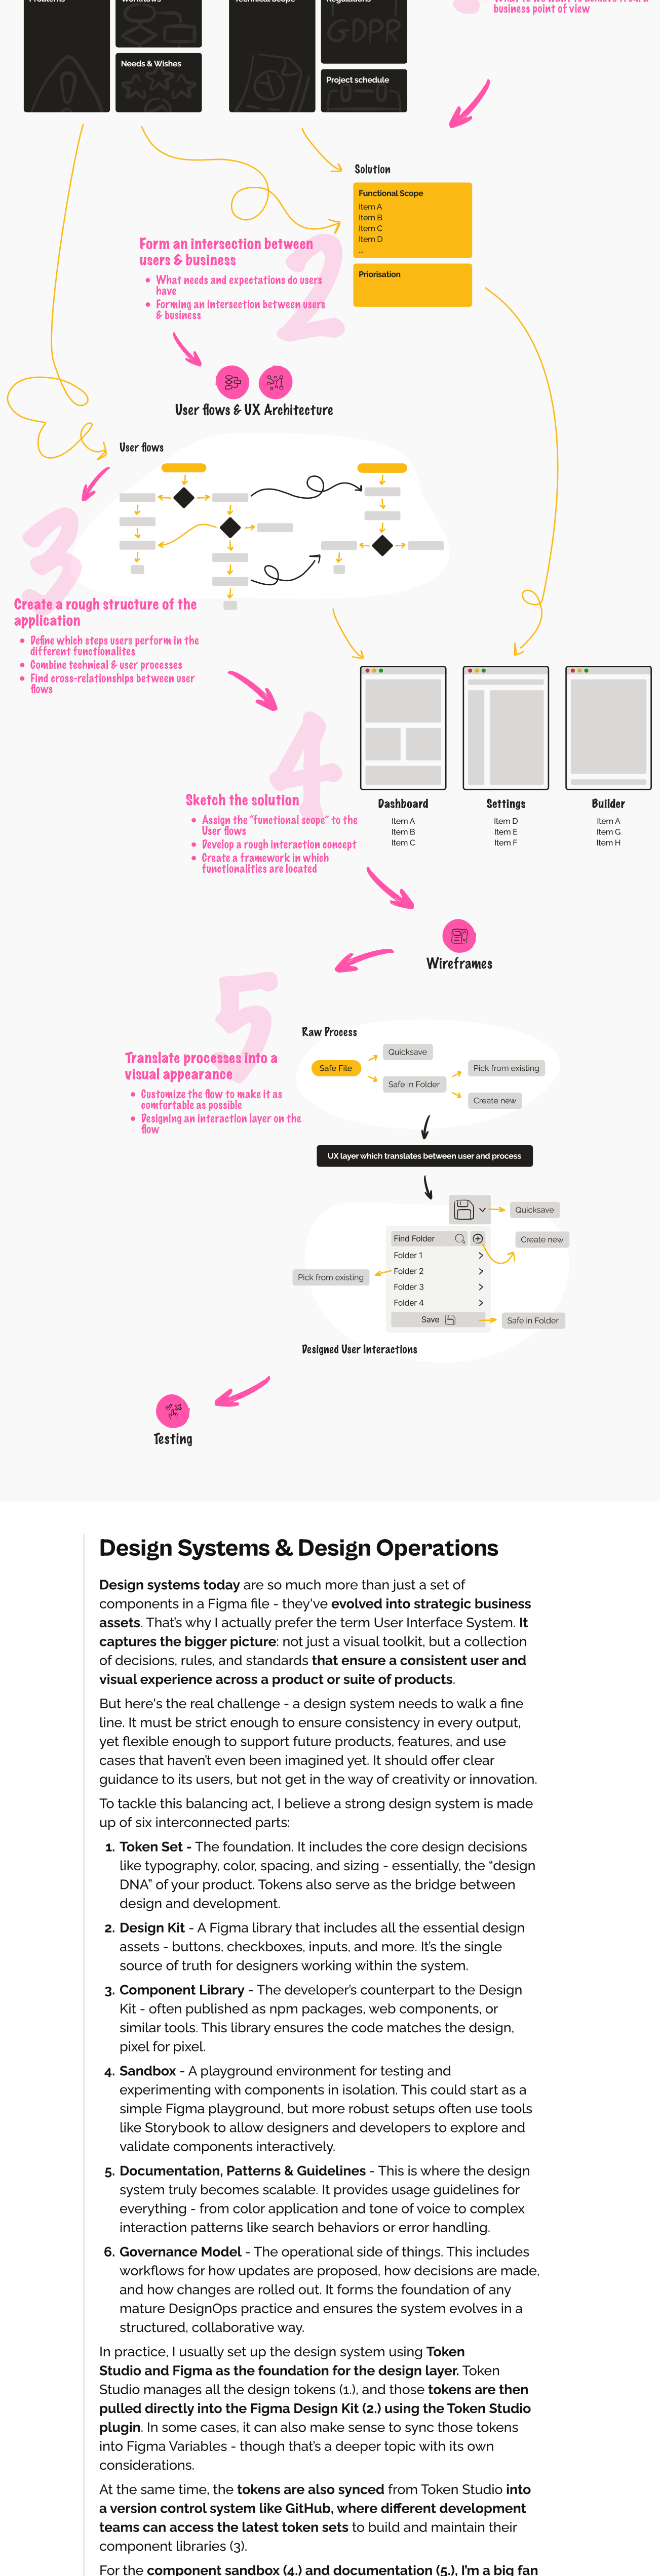 Problems
Workflows
Technical Scope
Regulations
What to we want to achieve from a
business point of view
GDPR
Needs & Wishes
Project schedule
Solution
Functional Scope
Item A
Item B
Item C
Item D
...
Priorisation
2
Form an intersection between
users & business
• What needs and expectations do users
have
• Forming an intersection between users
& business
User flows & UX Architecture
User flows
3
Create a rough structure of the
application
• Define which steps users perform in the
different functionalites
• Combine technical & user processes
• Find cross-relationships between user
flows
4
Sketch the solution
• Assign the "functional scope" to the
User flows
• Develop a rough interaction concept
• Create a framework in which
functionalities are located
Dashboard
Item A
Item B
Item C
Settings
Item D
Item E
Item F
Builder
Item A
Item G
Item H
Wireframes
5
Translate processes into a
visual appearance
• Customize the flow to make it as
comfortable as possible
• Designing an interaction layer on the
flow
Raw Process
Safe File
Quicksave
Safe in Folder
Pick from existing
Create new
UX layer which translates between user and process
Quicksave
Find Folder
Create new
Folder 1
Folder 2
Folder 3
Folder 4
Pick from existing
Save
Safe in Folder
Designed User Interactions
Testing
Design Systems & Design Operations
Design systems today are so much more than just a set of
components in a Figma file - they've evolved into strategic business
assets. That's why I actually prefer the term User Interface System. It
captures the bigger picture: not just a visual toolkit, but a collection
of decisions, rules, and standards that ensure a consistent user and
visual experience across a product or suite of products.
But here's the real challenge - a design system needs to walk a fine
line. It must be strict enough to ensure consistency in every output,
yet flexible enough to support future products, features, and use
cases that haven't even been imagined yet. It should offer clear
guidance to its users, but not get in the way of creativity or innovation.
To tackle this balancing act, I believe a strong design system is made
up of six interconnected parts:
1. Token Set - The foundation. It includes the core design decisions
like typography, color, spacing, and sizing - essentially, the “design
DNA” of your product. Tokens also serve as the bridge between
design and development.
2. Design Kit - A Figma library that includes all the essential design
assets - buttons, checkboxes, inputs, and more. It's the single
source of truth for designers working within the system.
3. Component Library - The developer's counterpart to the Design
Kit - often published as npm packages, web components, or
similar tools. This library ensures the code matches the design,
pixel for pixel.
4. Sandbox - A playground environment for testing and
experimenting with components in isolation. This could start as a
simple Figma playground, but more robust setups often use tools
like Storybook to allow designers and developers to explore and
validate components interactively.
5. Documentation, Patterns & Guidelines - This is where the design
system truly becomes scalable. It provides usage guidelines for
everything - from color application and tone of voice to complex
interaction patterns like search behaviors or error handling.
6. Governance Model - The operational side of things. This includes
workflows for how updates are proposed, how decisions are made,
and how changes are rolled out. It forms the foundation of any
mature DesignOps practice and ensures the system evolves in a
structured, collaborative way.
In practice, I usually set up the design system using Token
Studio and Figma as the foundation for the design layer. Token
Studio manages all the design tokens (1.), and those tokens are then
pulled directly into the Figma Design Kit (2.) using the Token Studio
plugin. In some cases, it can also make sense to sync those tokens
into Figma Variables - though that's a deeper topic with its own
considerations.
At the same time, the tokens are also synced from Token Studio into
a version control system like GitHub, where different development
teams can access the latest token sets to build and maintain their
component libraries (3).
For the component sandbox (4.) and documentation (5.), I'm a big fan